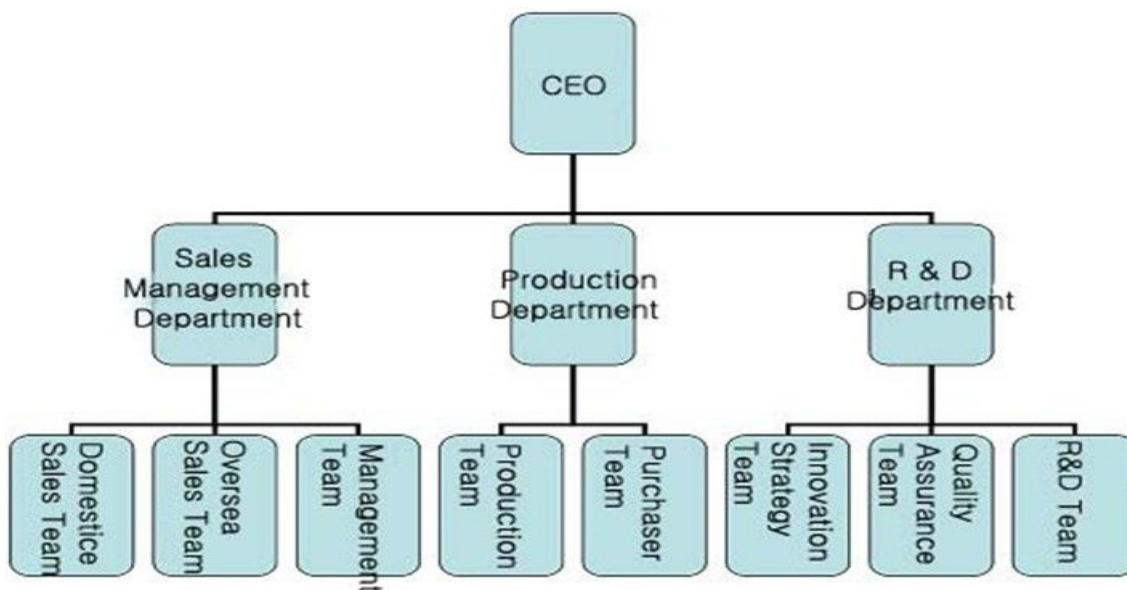 CEO
Sales
Management
Department
Production
Department
R & D
Department
Domestice
Sales Team
Oversea
Sales Team
Management
Team
Production
Team
Purchaser
Team
Innovation
Strategy
Team
Quality
Assurance
Team
R&D Team